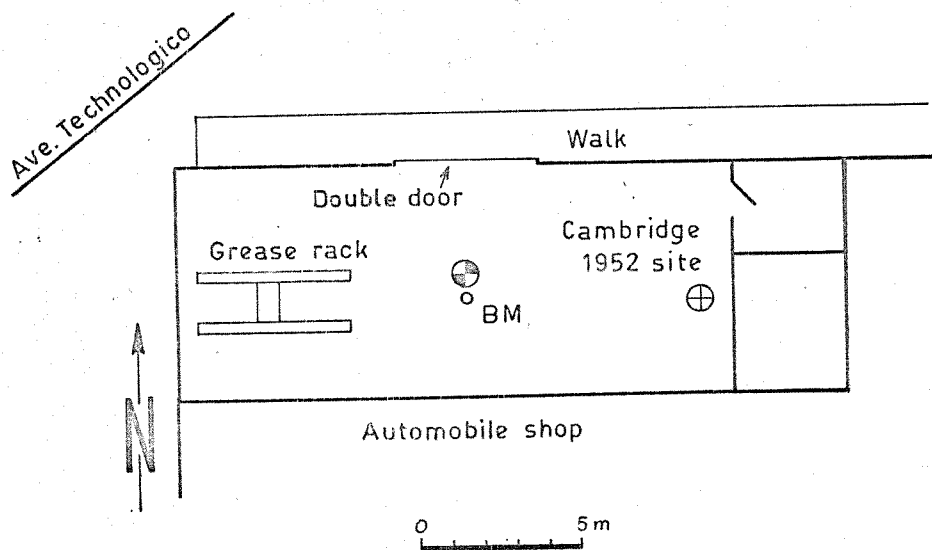 Ave. Technologico
Walk
Double door
Cambridge
1952 site
Grease rack
BM
N
Automobile shop
0 5 m